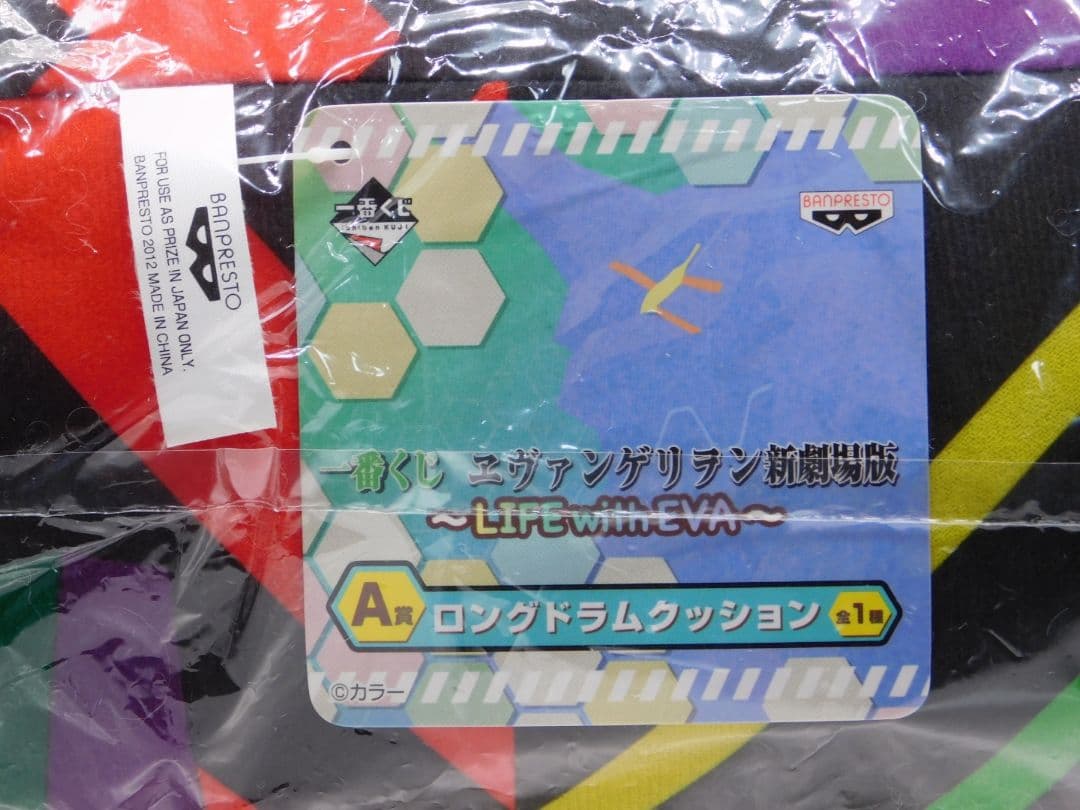 BANPRESTO
FOR USE AS PRIZE IN JAPAN ONLY.
BANPRESTO 2012 MADE IN CHINA
一番くじ
BANPRESTO
一番くじ ヱヴァンゲリヲン新劇場版
～LIFE with EVA～
A賞 ロングドラムクッション 全1種
©カラー